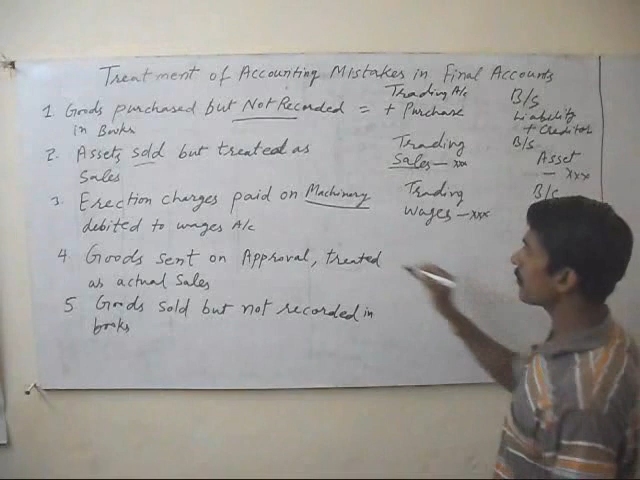 Treatment of Accounting Mistakes in Final Accounts
1. Goods purchased but Not Recorded = + Purchase
in Books
Trading A/c
B/S
Liability
+ Creditor
2. Assets sold but treated as
Sales
Trading
Sales — xxx
B/S
Asset
— xxx
3. Erection charges paid on Machinery
debited to wages A/c
Trading
Wages — xxx
B/S
4. Goods sent on Approval, treated
as actual sales
5. Goods sold but not recorded in
books